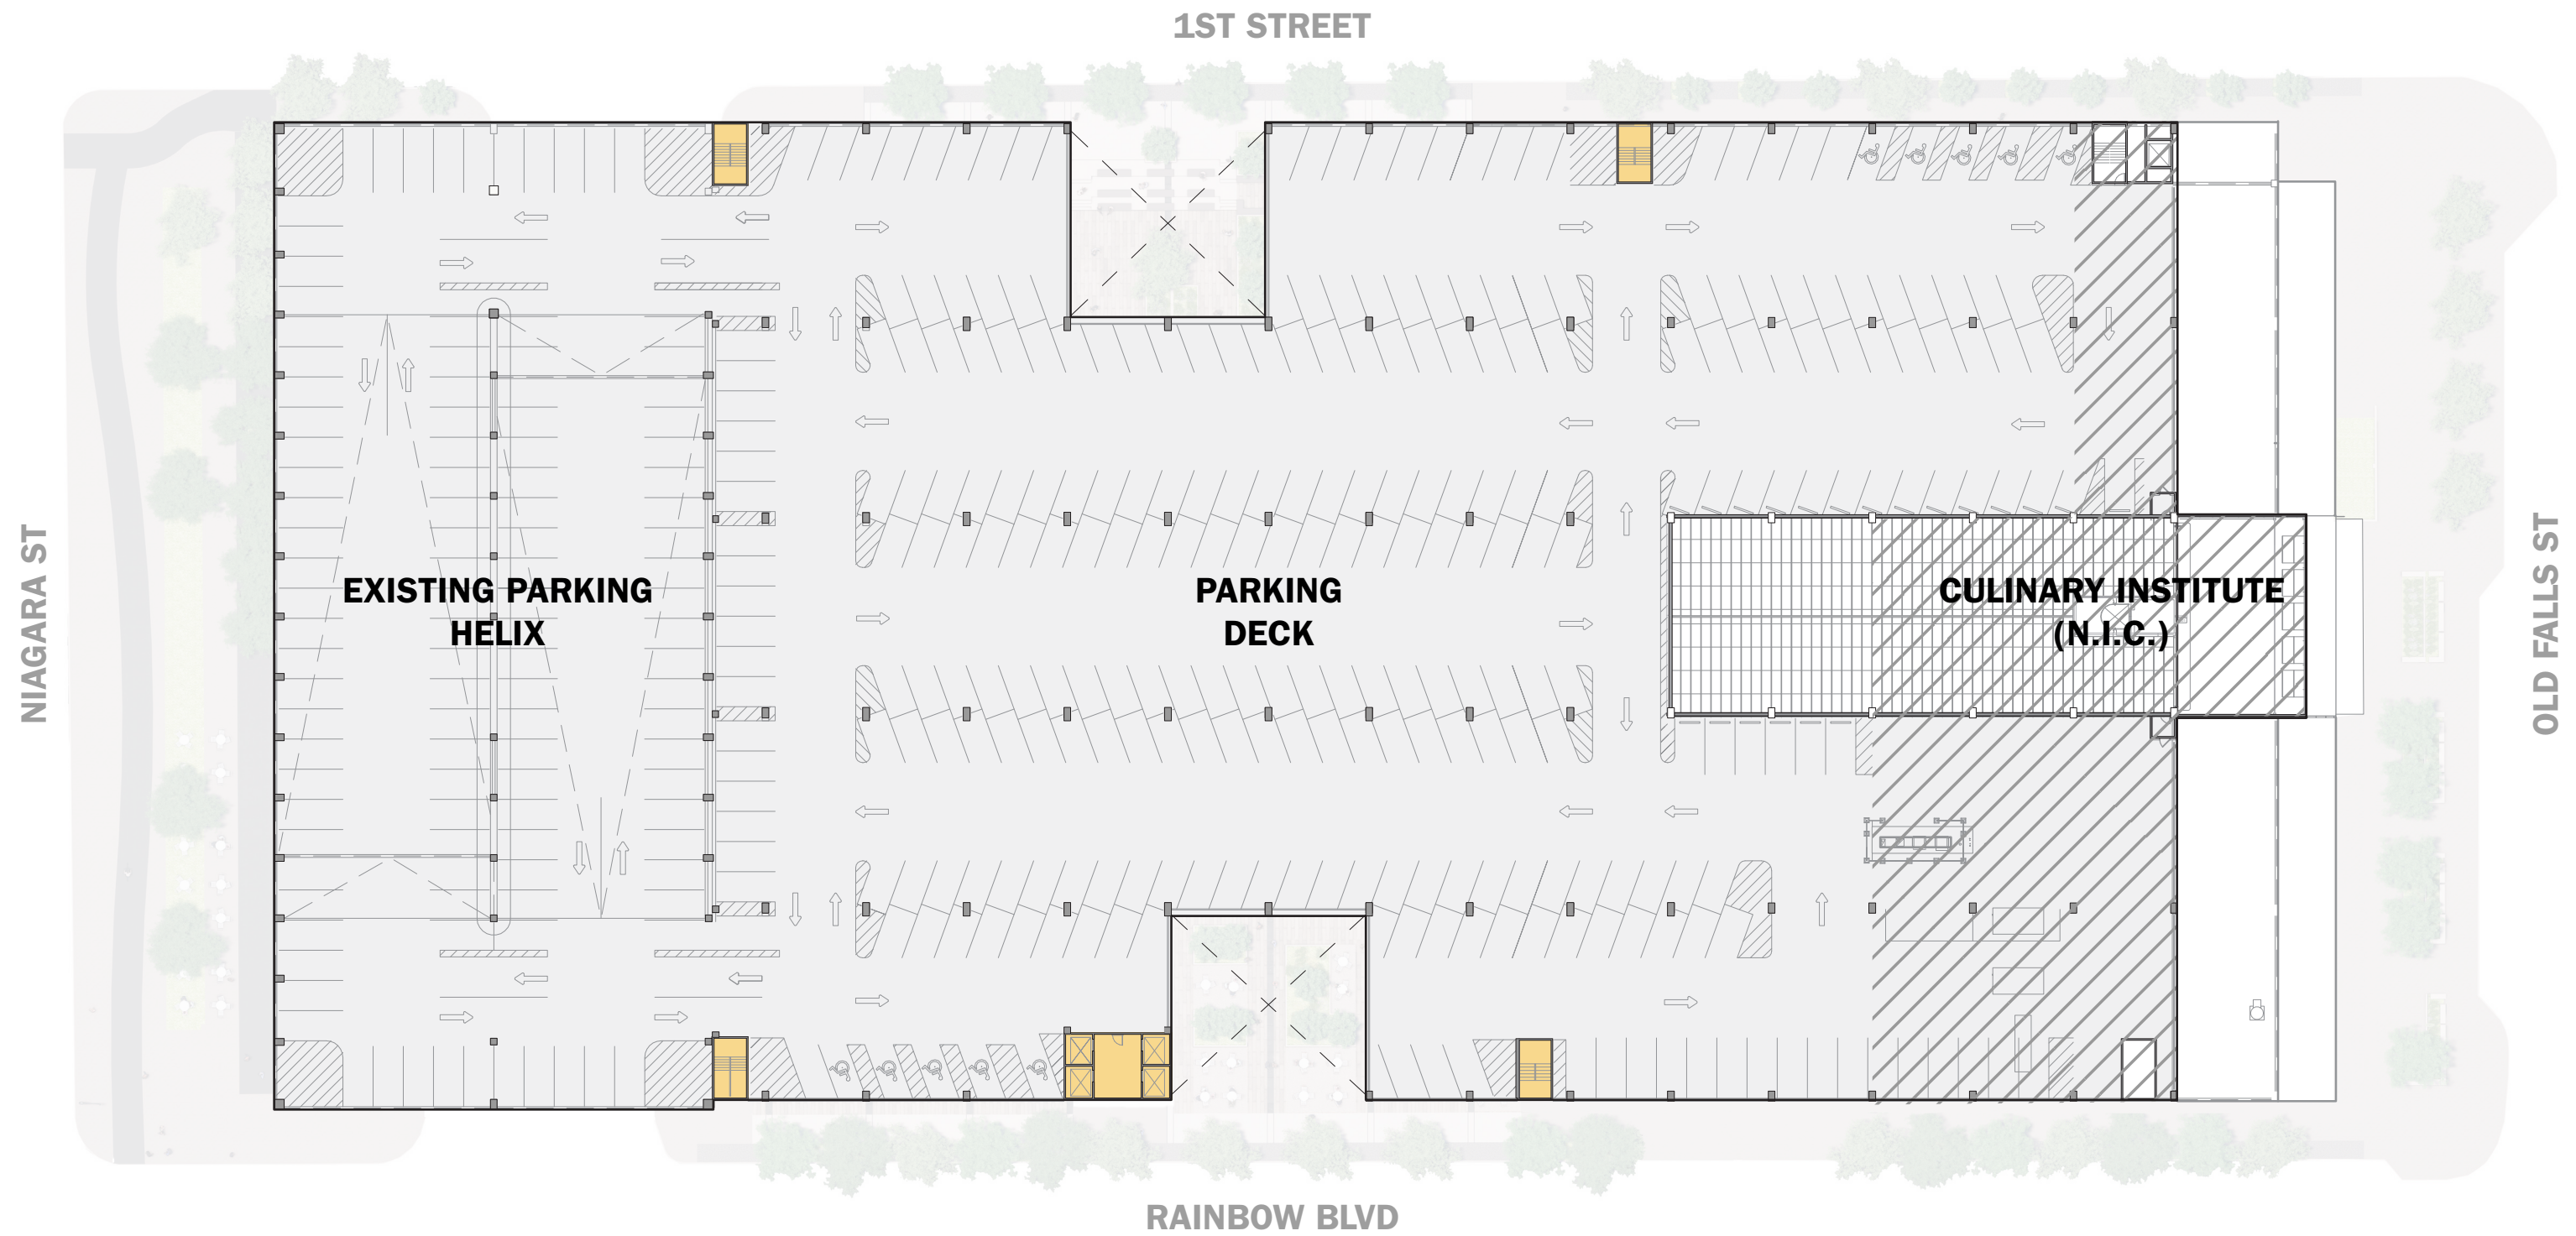 1ST STREET
NIAGARA ST
EXISTING PARKING
HELIX
PARKING
DECK
CULINARY INSTITUTE
(N.I.C.)
OLD FALLS ST
RAINBOW BLVD